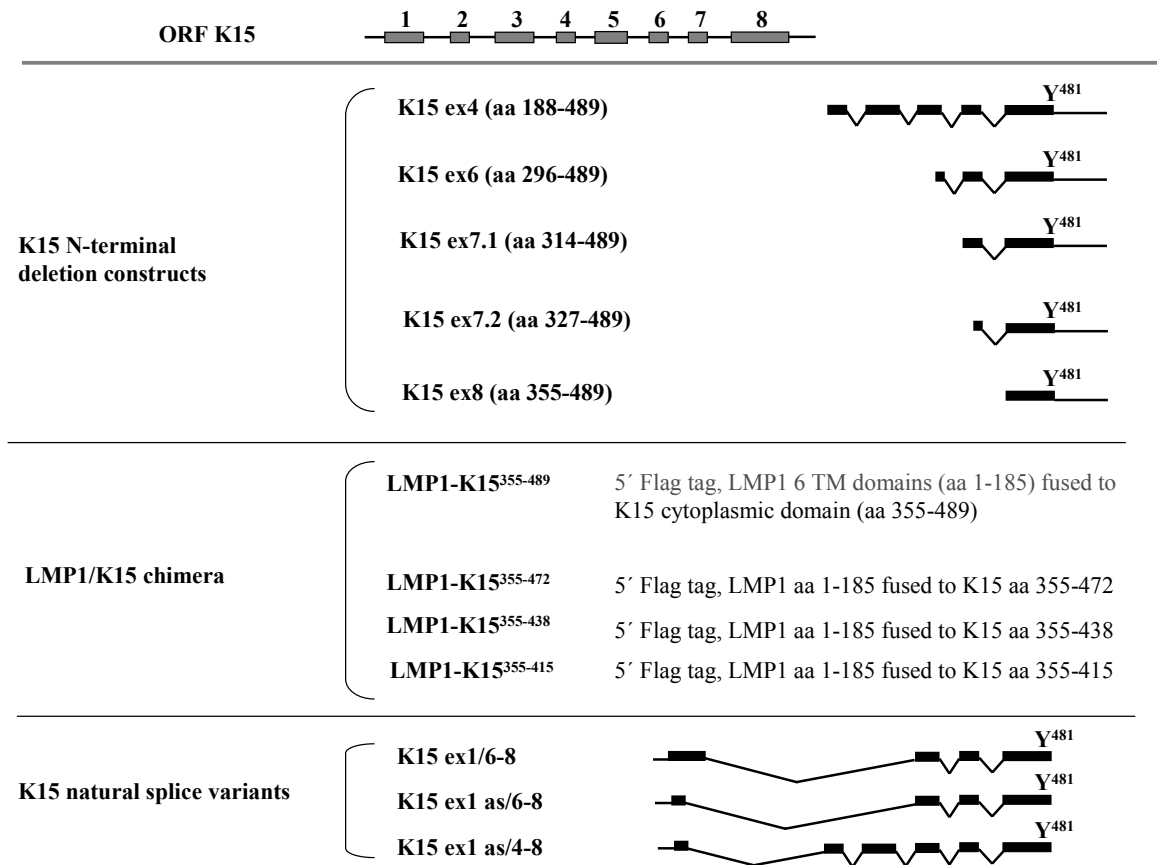 1 2 3 4 5 6 7 8
ORF K15
Y481
K15 ex4 (aa 188-489)
Y481
K15 ex6 (aa 296-489)
Y481
K15 ex7.1 (aa 314-489)
K15 N-terminal
deletion constructs
Y481
K15 ex7.2 (aa 327-489)
Y481
K15 ex8 (aa 355-489)
LMP1-K15355-489 5´ Flag tag, LMP1 6 TM domains (aa 1-185) fused to
K15 cytoplasmic domain (aa 355-489)
LMP1/K15 chimera
LMP1-K15355-472 5´ Flag tag, LMP1 aa 1-185 fused to K15 aa 355-472
LMP1-K15355-438 5´ Flag tag, LMP1 aa 1-185 fused to K15 aa 355-438
LMP1-K15355-415 5´ Flag tag, LMP1 aa 1-185 fused to K15 aa 355-415
Y481
K15 ex1/6-8
Y481
K15 natural splice variants
K15 ex1 as/6-8
Y481
K15 ex1 as/4-8